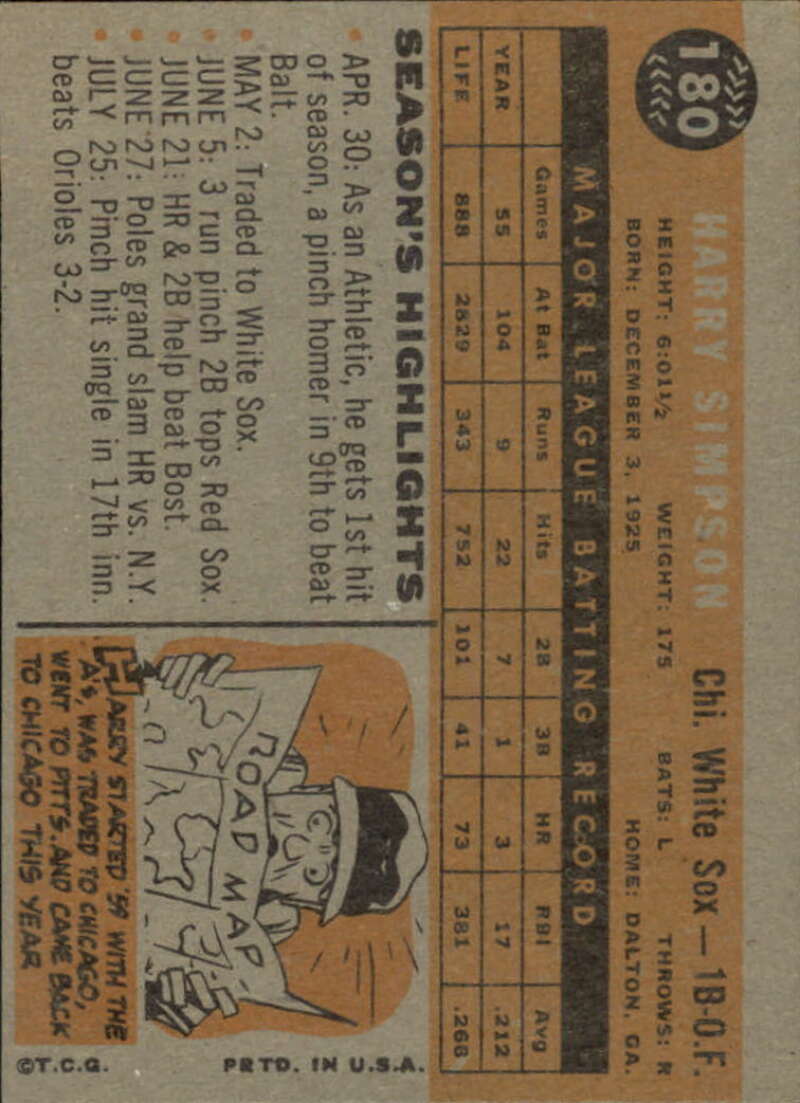 180
HARRY SIMPSON Chi. White Sox — 1B-O.F.
HEIGHT: 6:01½ WEIGHT: 175 BATS: L THROWS: R
BORN: DECEMBER 3, 1925 HOME: DALTON, GA.
MAJOR LEAGUE BATTING RECORD
Games At Bat Runs Hits 2B 3B HR RBI Avg
YEAR 55 104 9 22 7 1 3 17 .212
LIFE 888 2829 343 752 101 41 73 381 .266
SEASON'S HIGHLIGHTS
• APR. 30: As an Athletic, he gets 1st hit
of season, a pinch homer in 9th to beat
Balt.
• MAY 2: Traded to White Sox.
• JUNE 5: 3 run pinch 2B tops Red Sox.
• JUNE 21: HR & 2B help beat Bost.
• JUNE 27: Poles grand slam HR vs. N.Y.
• JULY 25: Pinch hit single in 17th inn.
beats Orioles 3-2.
ROAD MAP
HARRY STARTED '59 WITH THE
A's, WAS TRADED TO CHICAGO,
WENT TO PITTS. AND CAME BACK
TO CHICAGO THIS YEAR
©T.C.G. PRTD. IN U.S.A.